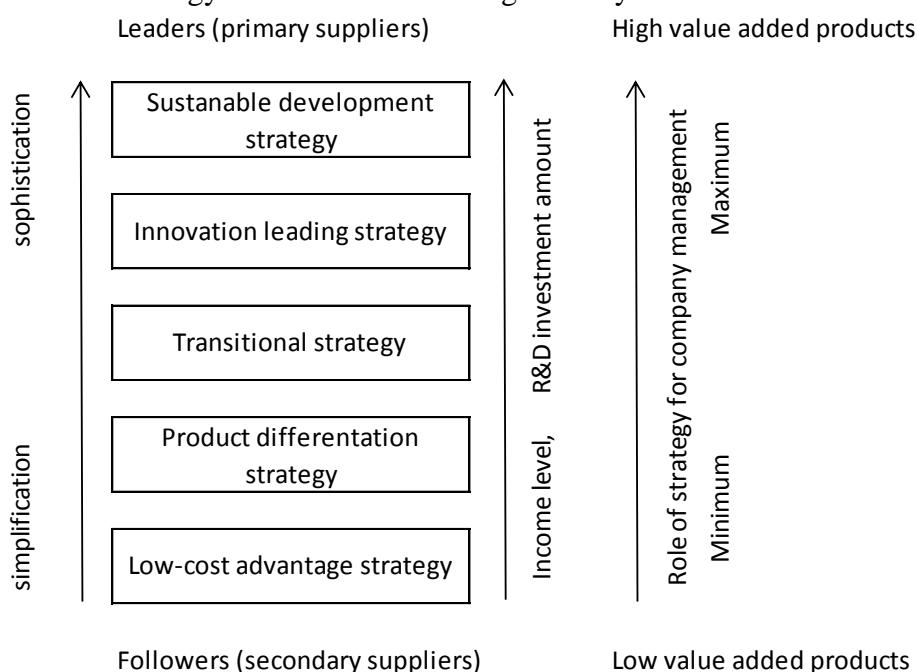 Leaders (primary suppliers)
High value added products
sophistication
simplification
Sustanable development
strategy
Innovation leading strategy
Transitional strategy
Product differentation
strategy
Low-cost advantage strategy
Income level, R&D investment amount
Role of strategy for company management
Minimum Maximum
Followers (secondary suppliers)
Low value added products